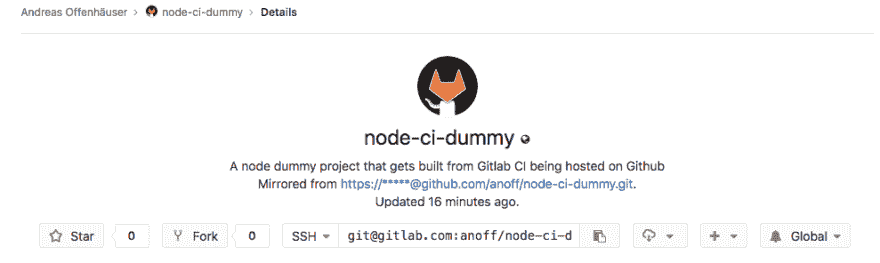 Andreas Offenhäuser > node-ci-dummy > Details
node-ci-dummy
A node dummy project that gets built from Gitlab CI being hosted on Github
Mirrored from https://*****@github.com/anoff/node-ci-dummy.git.
Updated 16 minutes ago.
Star 0 Fork 0 SSH git@gitlab.com:anoff/node-ci-d Global